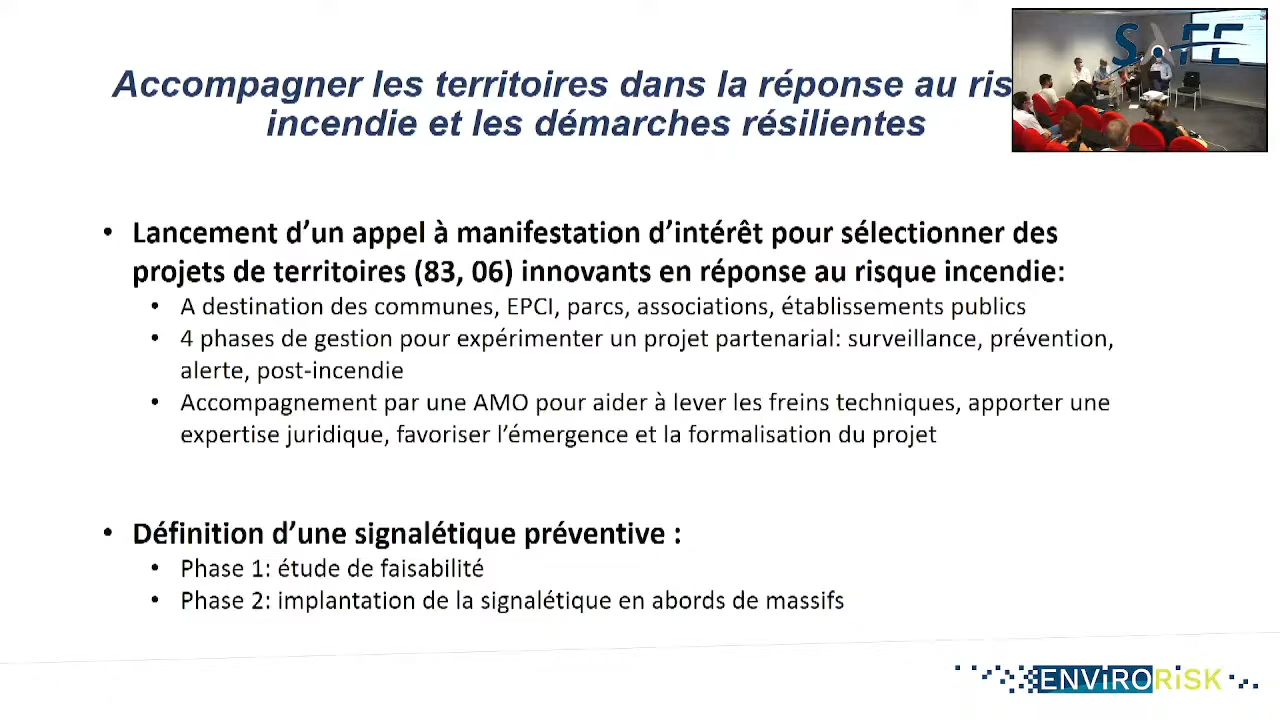 Accompagner les territoires dans la réponse au ris
incendie et les démarches résilientes
SAFE
• Lancement d’un appel à manifestation d’intérêt pour sélectionner des
projets de territoires (83, 06) innovants en réponse au risque incendie:
• A destination des communes, EPCI, parcs, associations, établissements publics
• 4 phases de gestion pour expérimenter un projet partenarial: surveillance, prévention,
alerte, post-incendie
• Accompagnement par une AMO pour aider à lever les freins techniques, apporter une
expertise juridique, favoriser l’émergence et la formalisation du projet
• Définition d’une signalétique préventive :
• Phase 1: étude de faisabilité
• Phase 2: implantation de la signalétique en abords de massifs
ENViRORiSK